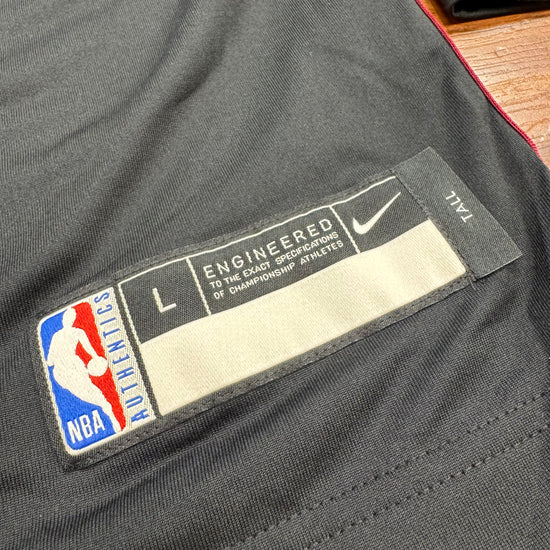 NBA
AUTHENTICS
L
ENGINEERED
TO THE EXACT SPECIFICATIONS
OF CHAMPIONSHIP ATHLETES
TALL